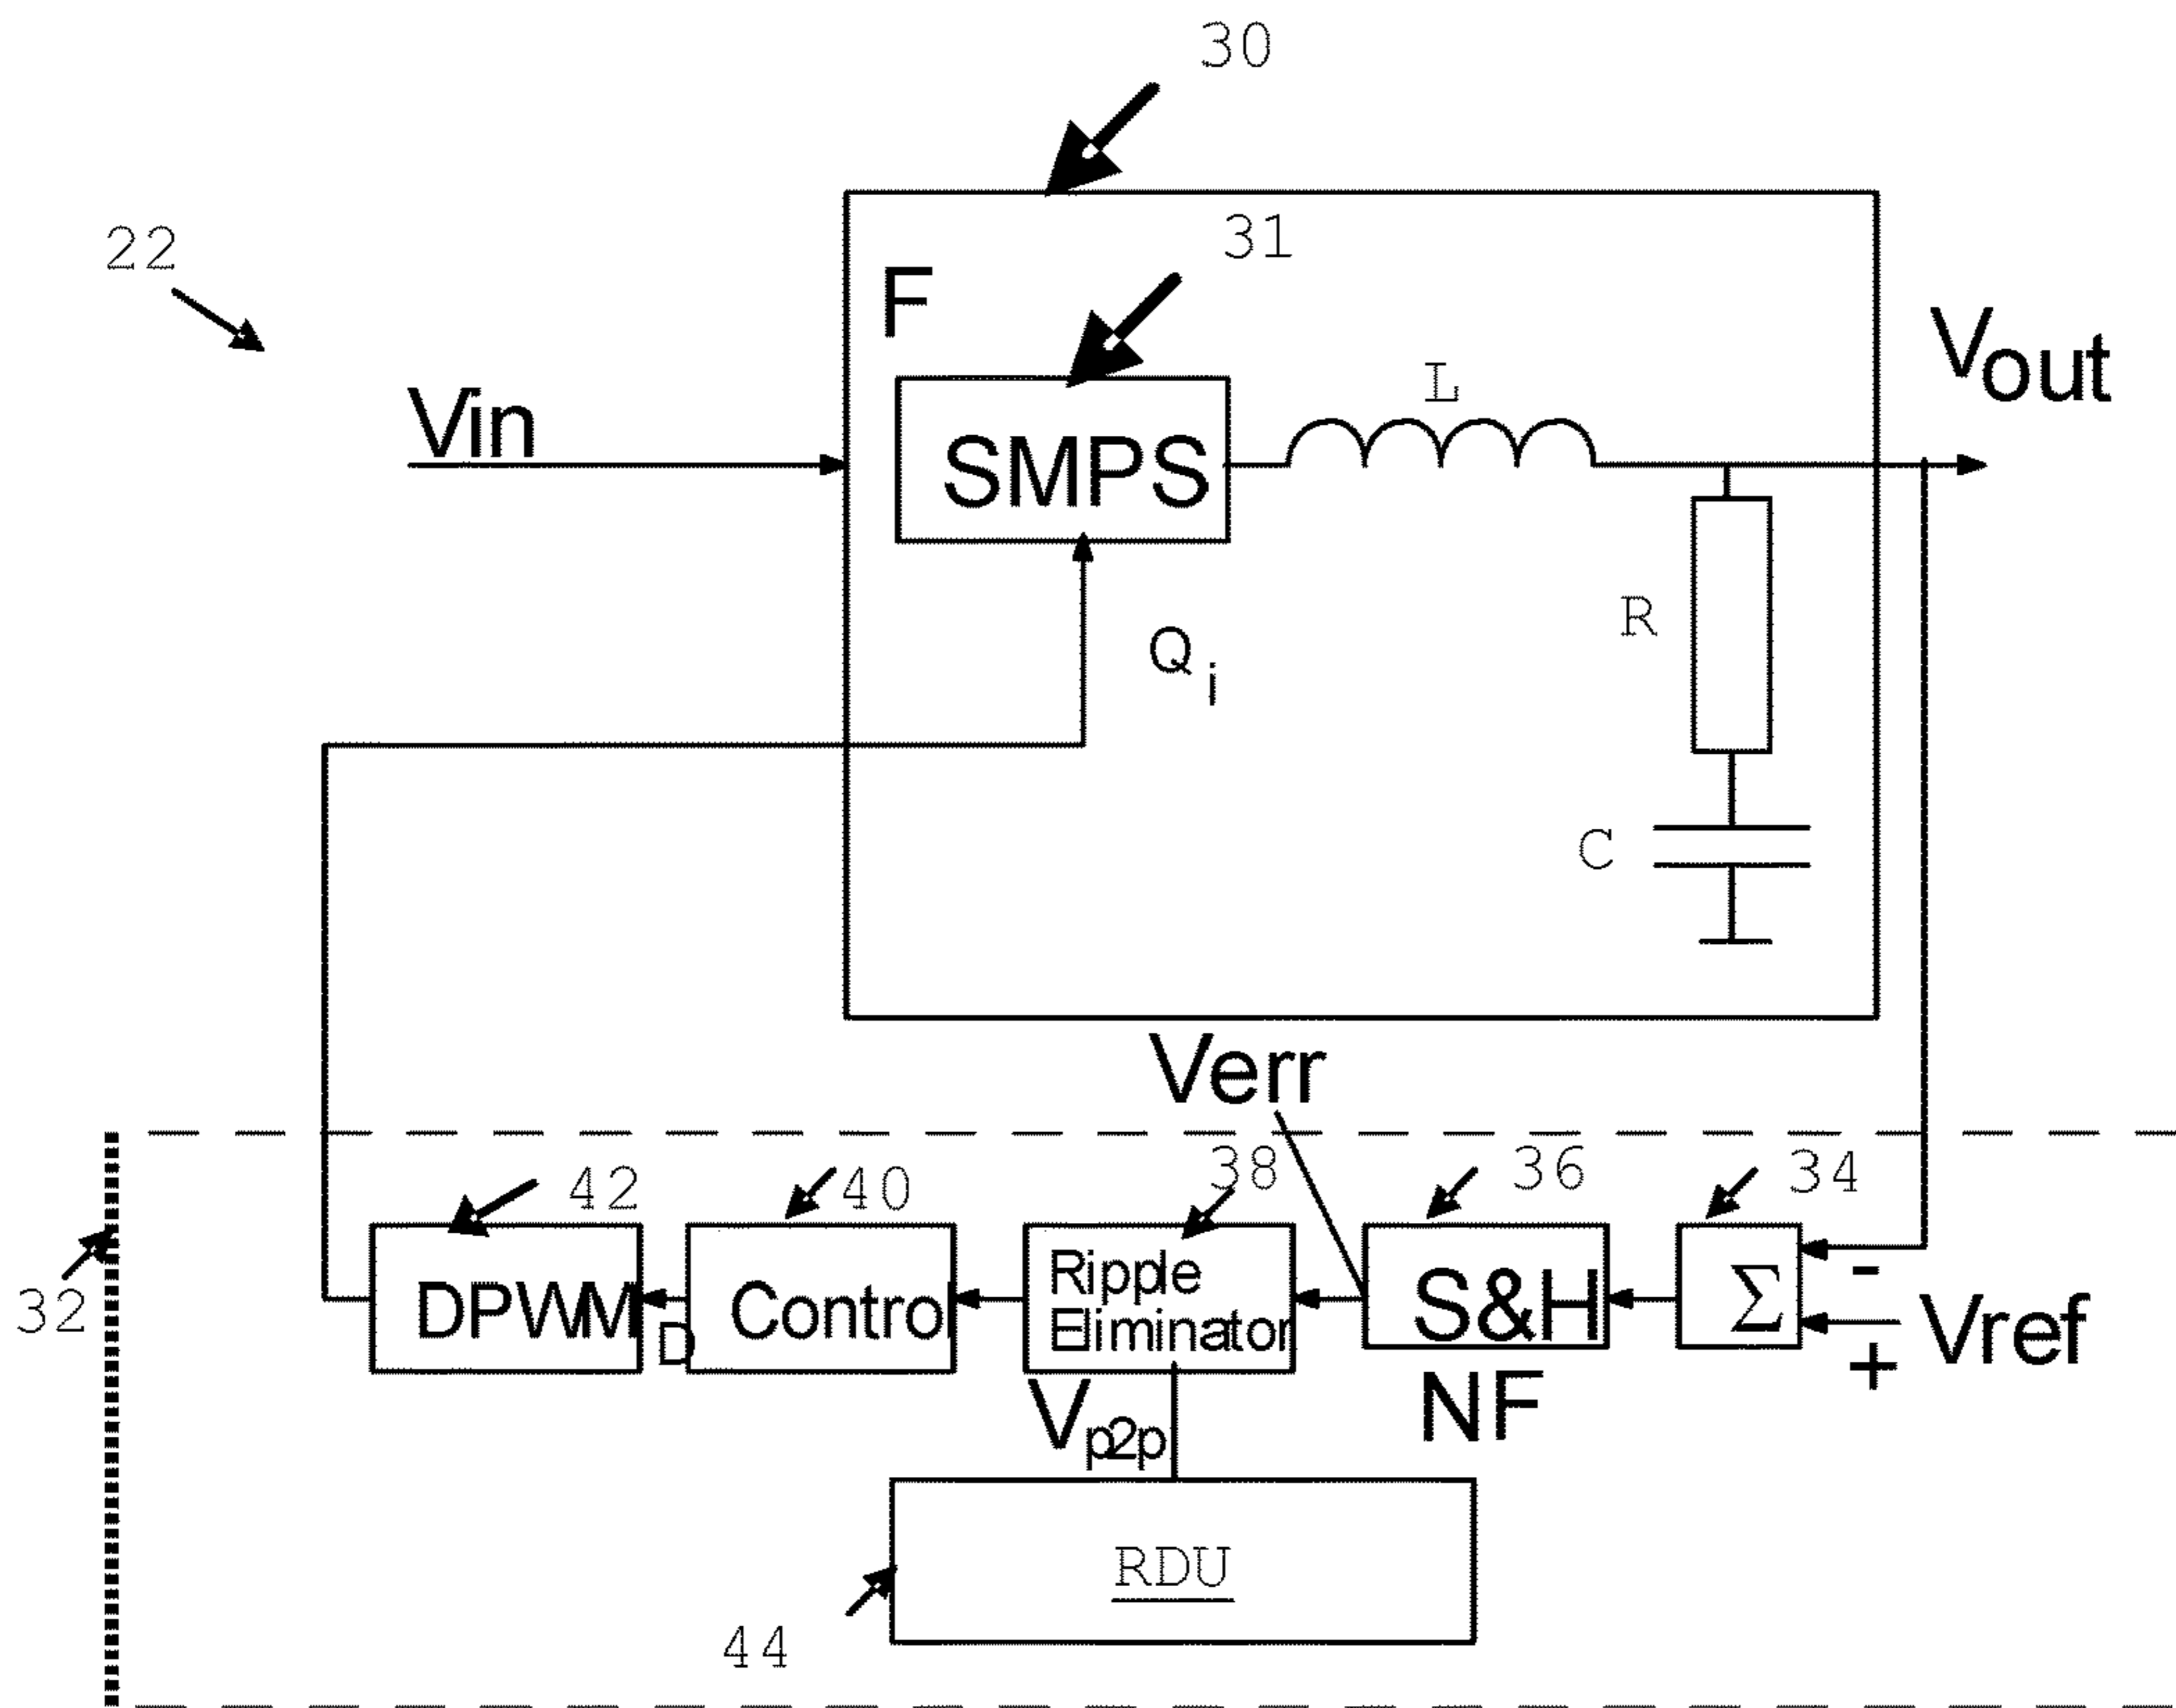 30
22
31
F
Vin
SMPS
L
Vout
Qi
R
C
Verr
42
40
38
36
34
32
DPWM
D
Control
Ripple
Eliminator
S&H
Σ
-
+
Vref
Vp2p
NF
RDU
44